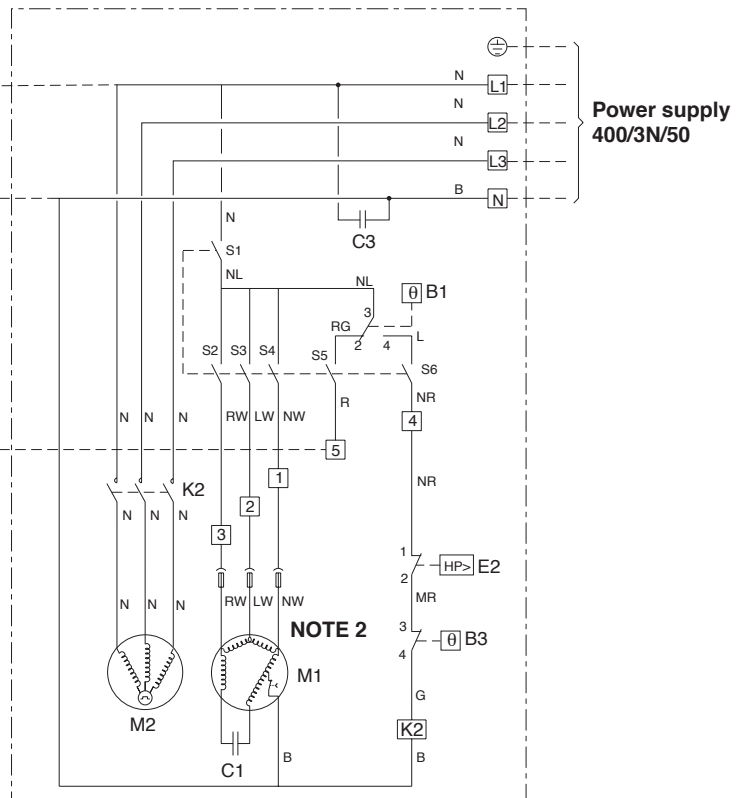 N
L1
N
L2
N
L3
B
N
Power supply
400/3N/50
C3
N
S1
NL
NL
θ B1
3
RG
2
4
L
S2
S3
S4
S5
S6
R
NR
4
N
N
N
RW
LW
NW
5
1
NR
K2
2
N
N
N
3
1
HP> E2
2
N
N
N
RW
LW
NW
MR
NOTE 2
3
θ B3
4
M1
G
M2
K2
C1
B
B